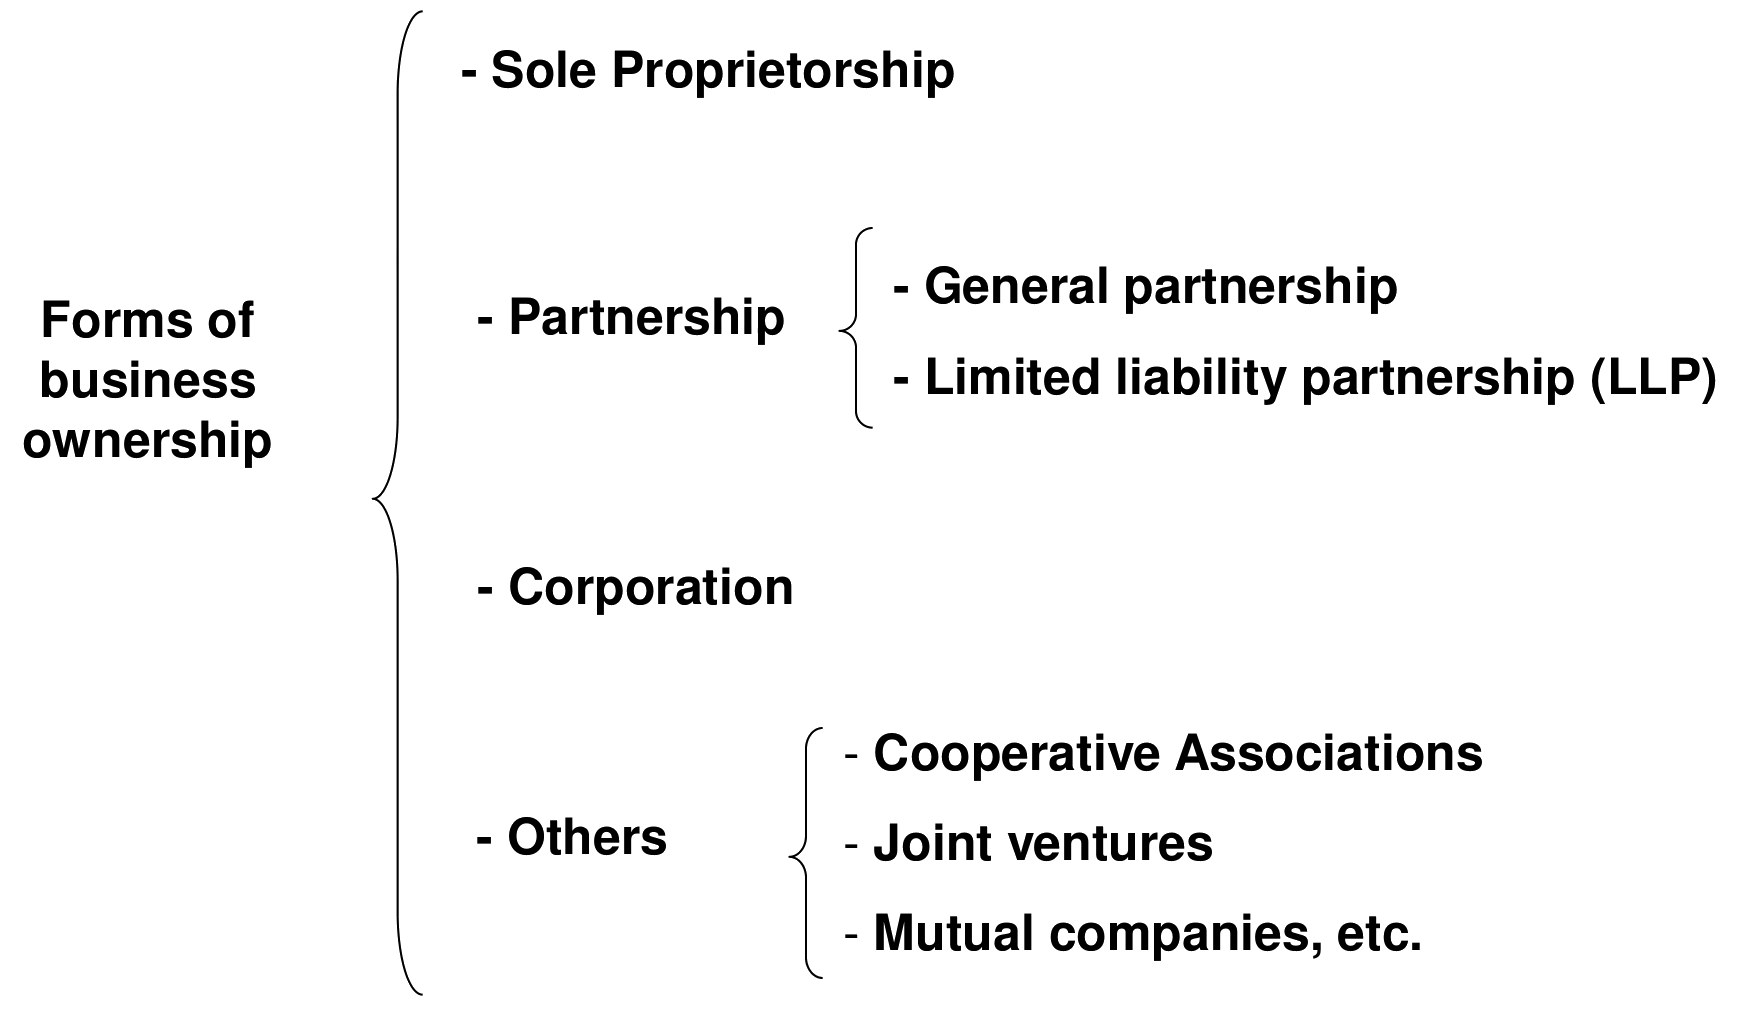 Forms of
business
ownership
- Sole Proprietorship
- Partnership
- General partnership
- Limited liability partnership (LLP)
- Corporation
- Others
- Cooperative Associations
- Joint ventures
- Mutual companies, etc.